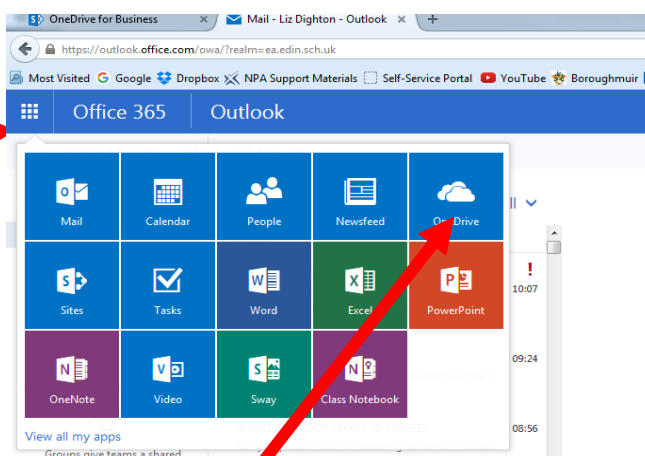 OneDrive for Business × Mail - Liz Dighton - Outlook × +
https://outlook.office.com/owa/?realm=ea.edin.sch.uk
Most Visited Google Dropbox NPA Support Materials Self-Service Portal YouTube Boroughmuir
Office 365 Outlook
Mail Calendar People Newsfeed OneDrive
Sites Tasks Word Excel PowerPoint
OneNote Video Sway Class Notebook
View all my apps
Groups give teams a shared
!
10:07
09:24
08:56